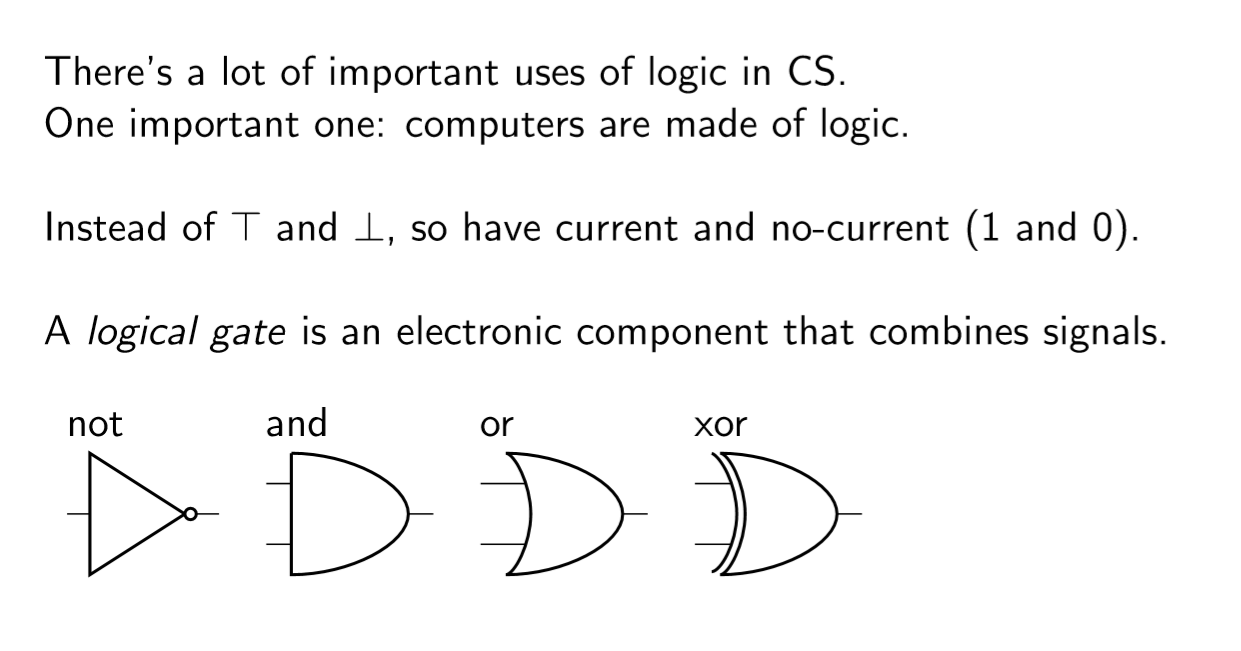 There's a lot of important uses of logic in CS.
One important one: computers are made of logic.
Instead of ⊤ and ⊥, so have current and no-current (1 and 0).
A logical gate is an electronic component that combines signals.
not and or xor